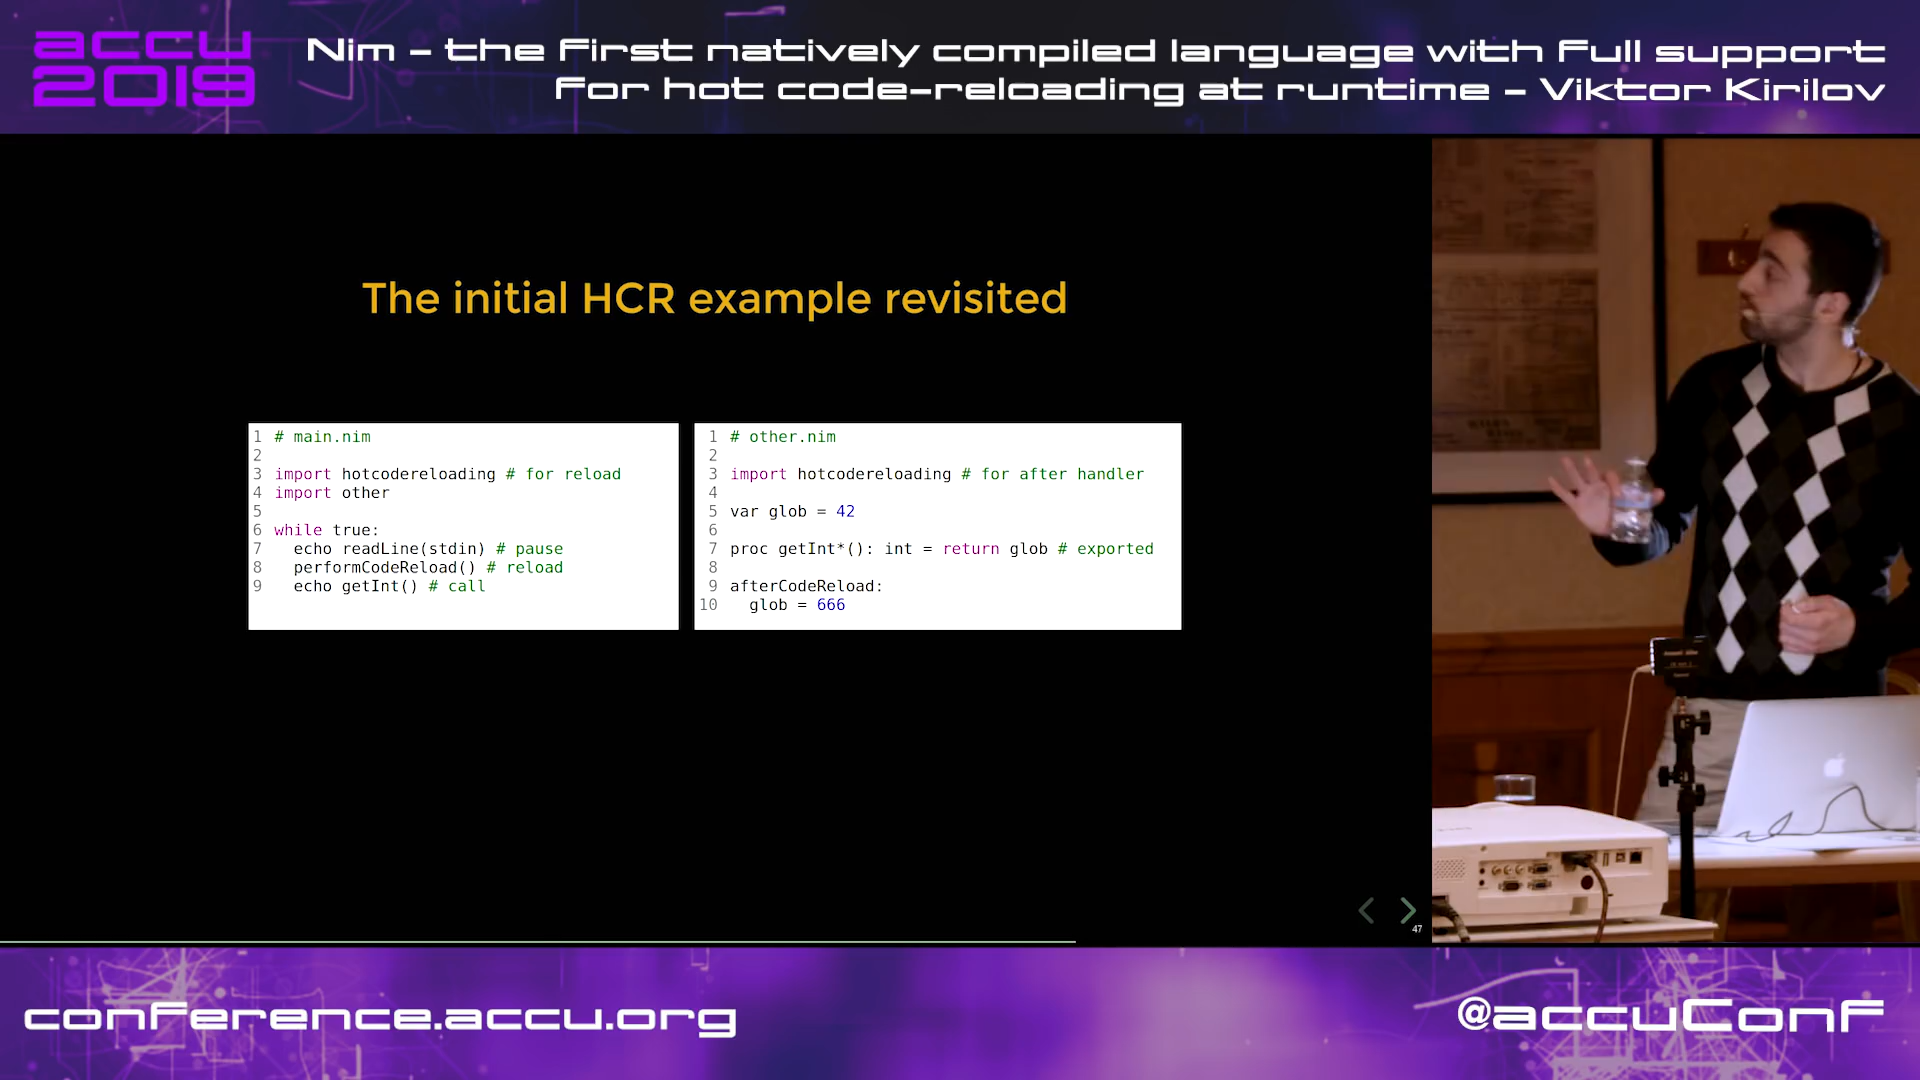 accu
2019
Nim - the first natively compiled language with full support
for hot code-reloading at runtime - Viktor Kirilov
The initial HCR example revisited
1 # main.nim
2
3 import hotcodereloading # for reload
4 import other
5
6 while true:
7   echo readLine(stdin) # pause
8   performCodeReload() # reload
9   echo getInt() # call
1 # other.nim
2
3 import hotcodereloading # for after handler
4
5 var glob = 42
6
7 proc getInt*(): int = return glob # exported
8
9 afterCodeReload:
10   glob = 666
47
conference.accu.org
@accuConf